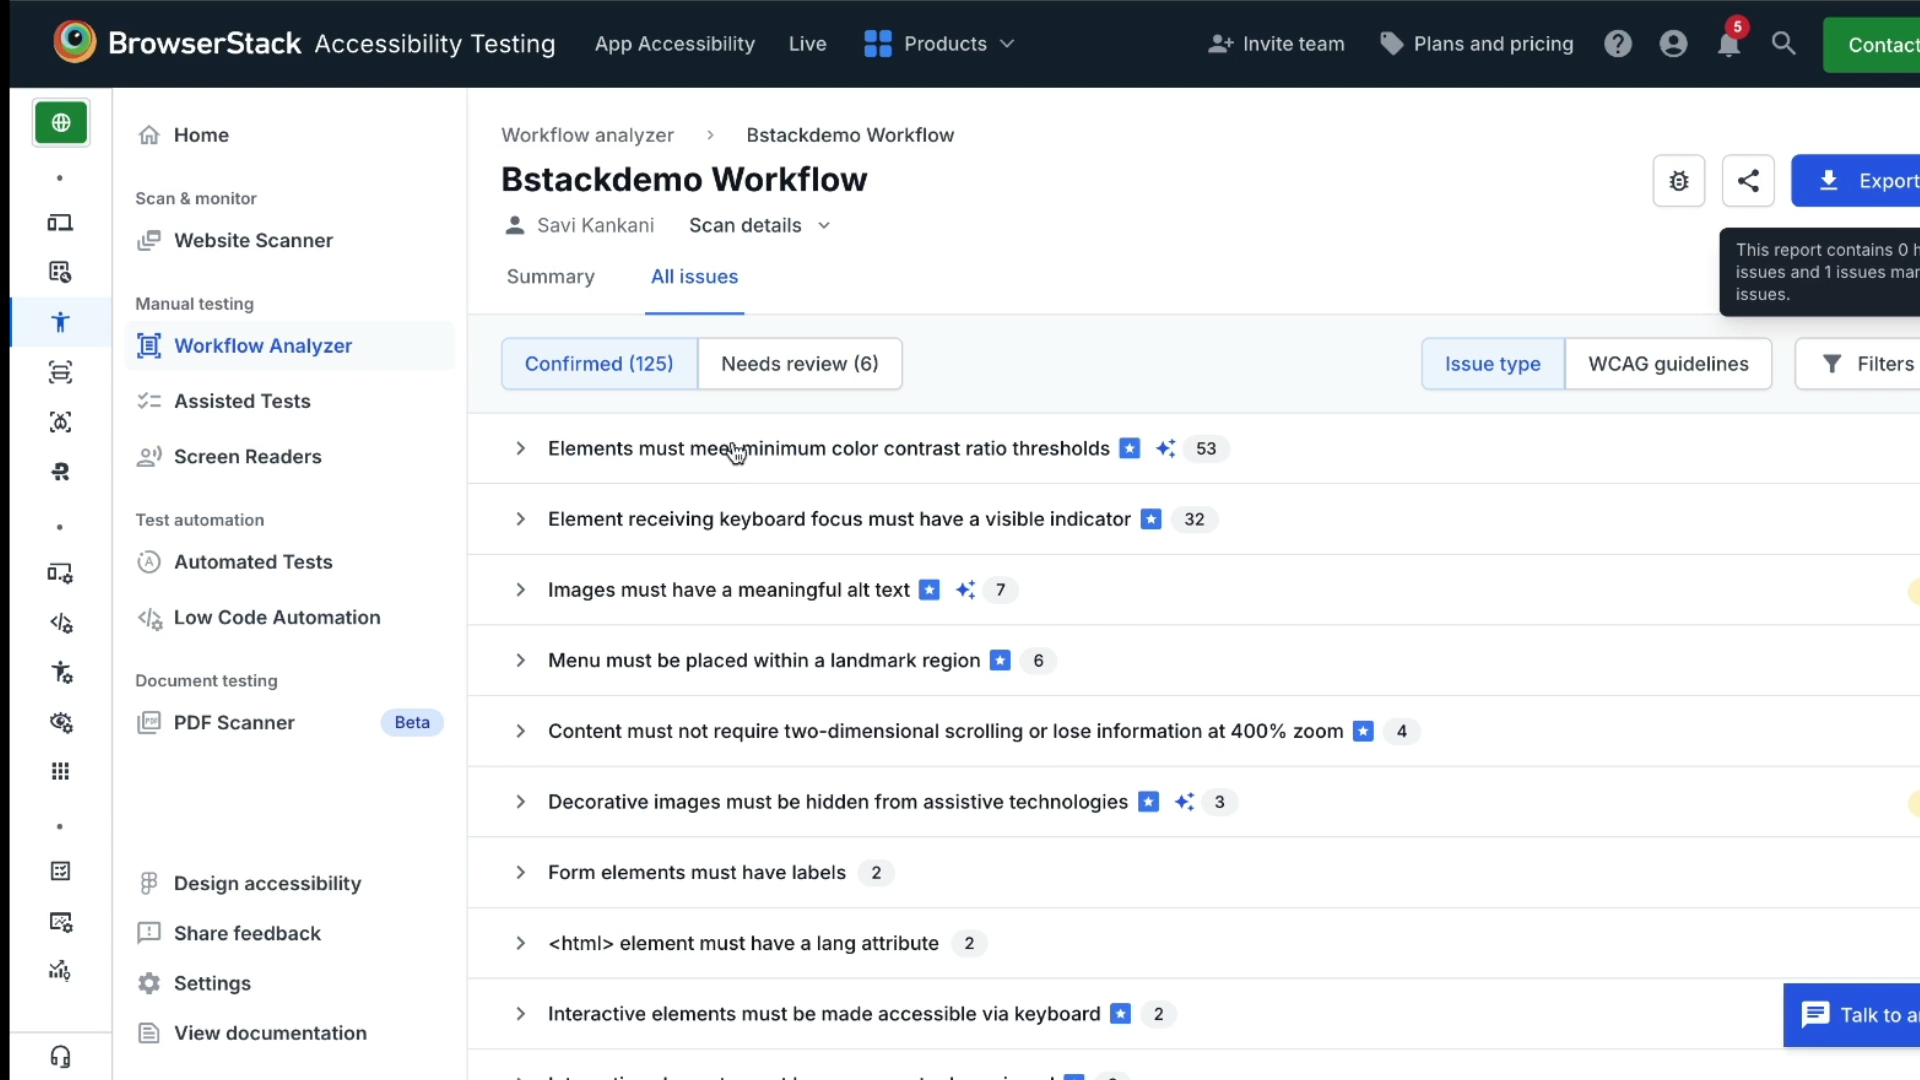 BrowserStack Accessibility Testing
App Accessibility
Live
Products
Invite team
Plans and pricing
5
Contact
Home
Scan & monitor
Website Scanner
Manual testing
Workflow Analyzer
Assisted Tests
Screen Readers
Test automation
Automated Tests
Low Code Automation
Document testing
PDF Scanner
Beta
Design accessibility
Share feedback
Settings
View documentation
Workflow analyzer > Bstackdemo Workflow
Bstackdemo Workflow
Savi Kankani
Scan details
Export
This report contains 0 h
issues and 1 issues mar
issues.
Summary
All issues
Confirmed (125)
Needs review (6)
Issue type
WCAG guidelines
Filters
Elements must meet minimum color contrast ratio thresholds 53
Element receiving keyboard focus must have a visible indicator 32
Images must have a meaningful alt text 7
Menu must be placed within a landmark region 6
Content must not require two-dimensional scrolling or lose information at 400% zoom 4
Decorative images must be hidden from assistive technologies 3
Form elements must have labels 2
<html> element must have a lang attribute 2
Interactive elements must be made accessible via keyboard 2
Talk to a